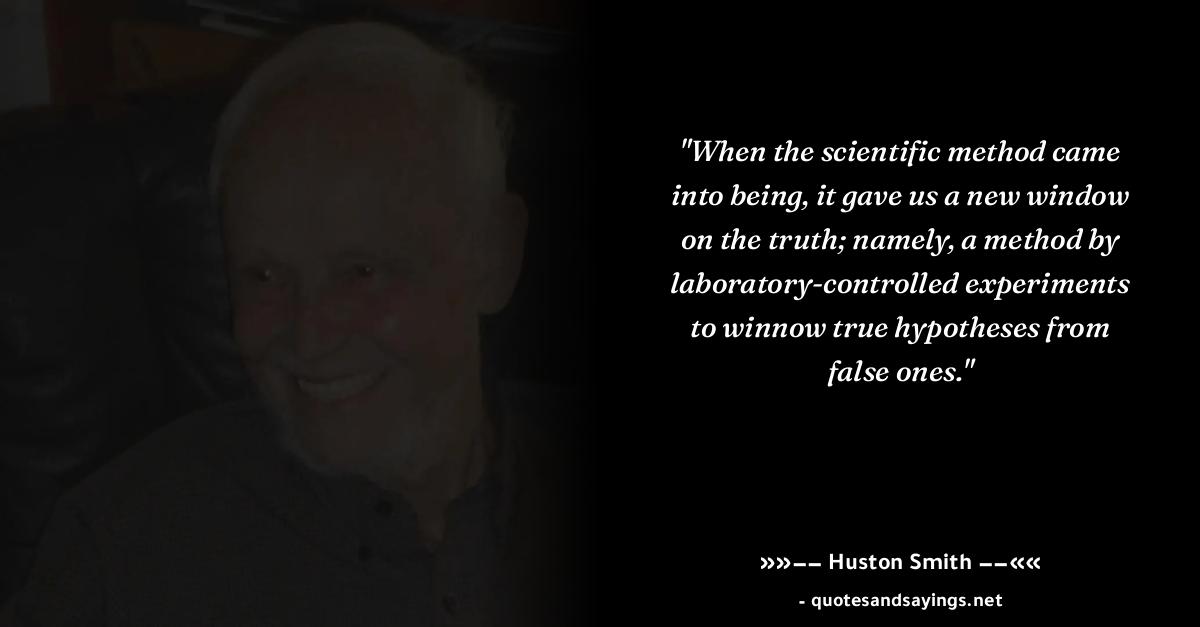 "When the scientific method came
into being, it gave us a new window
on the truth; namely, a method by
laboratory-controlled experiments
to winnow true hypotheses from
false ones."
»»–– Huston Smith ––««
- quotesandsayings.net